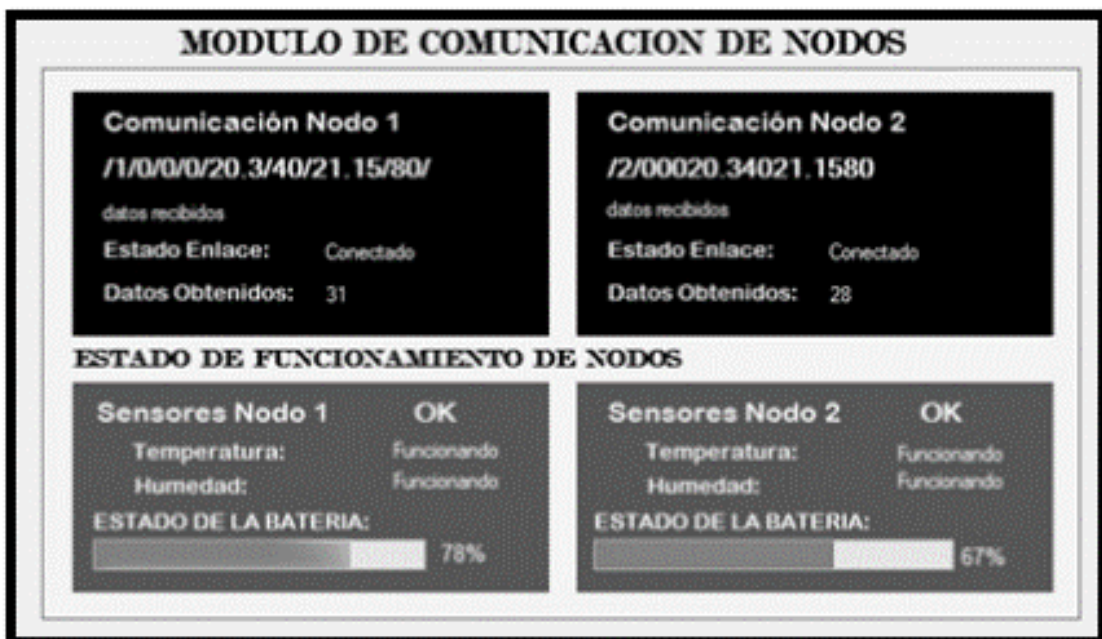 MODULO DE COMUNICACION DE NODOS
Comunicación Nodo 1
/1/0/0/0/20.3/40/21.15/80/
datos recibidos
Estado Enlace: Conectado
Datos Obtenidos: 31
Comunicación Nodo 2
/2/00020.34021.1580
datos recibidos
Estado Enlace: Conectado
Datos Obtenidos: 28
ESTADO DE FUNCIONAMIENTO DE NODOS
Sensores Nodo 1 OK
Temperatura: Funcionando
Humedad: Funcionando
ESTADO DE LA BATERIA:
78%
Sensores Nodo 2 OK
Temperatura: Funcionando
Humedad: Funcionando
ESTADO DE LA BATERIA:
67%